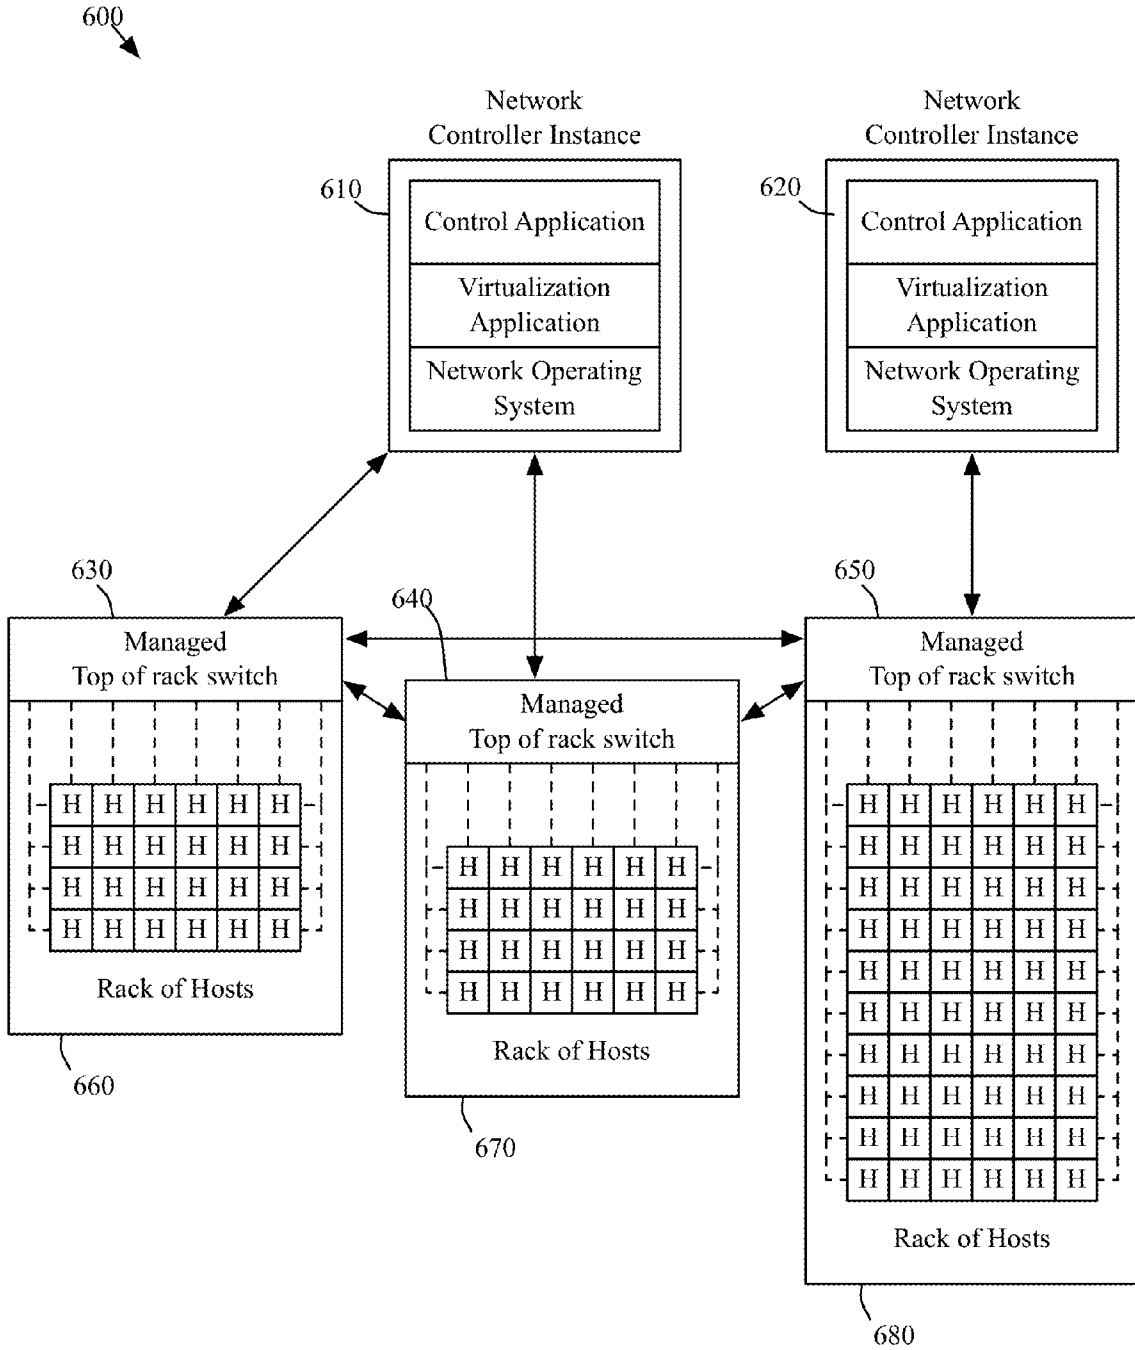 600
Network
Controller Instance
Network
Controller Instance
610
Control Application
Virtualization
Application
Network Operating
System
620
Control Application
Virtualization
Application
Network Operating
System
630
Managed
Top of rack switch
H H H H H H
H H H H H H
H H H H H H
H H H H H H
Rack of Hosts
660
640
Managed
Top of rack switch
H H H H H H
H H H H H H
H H H H H H
H H H H H H
Rack of Hosts
670
650
Managed
Top of rack switch
H H H H H H
H H H H H H
H H H H H H
H H H H H H
H H H H H H
H H H H H H
H H H H H H
H H H H H H
H H H H H H
H H H H H H
Rack of Hosts
680